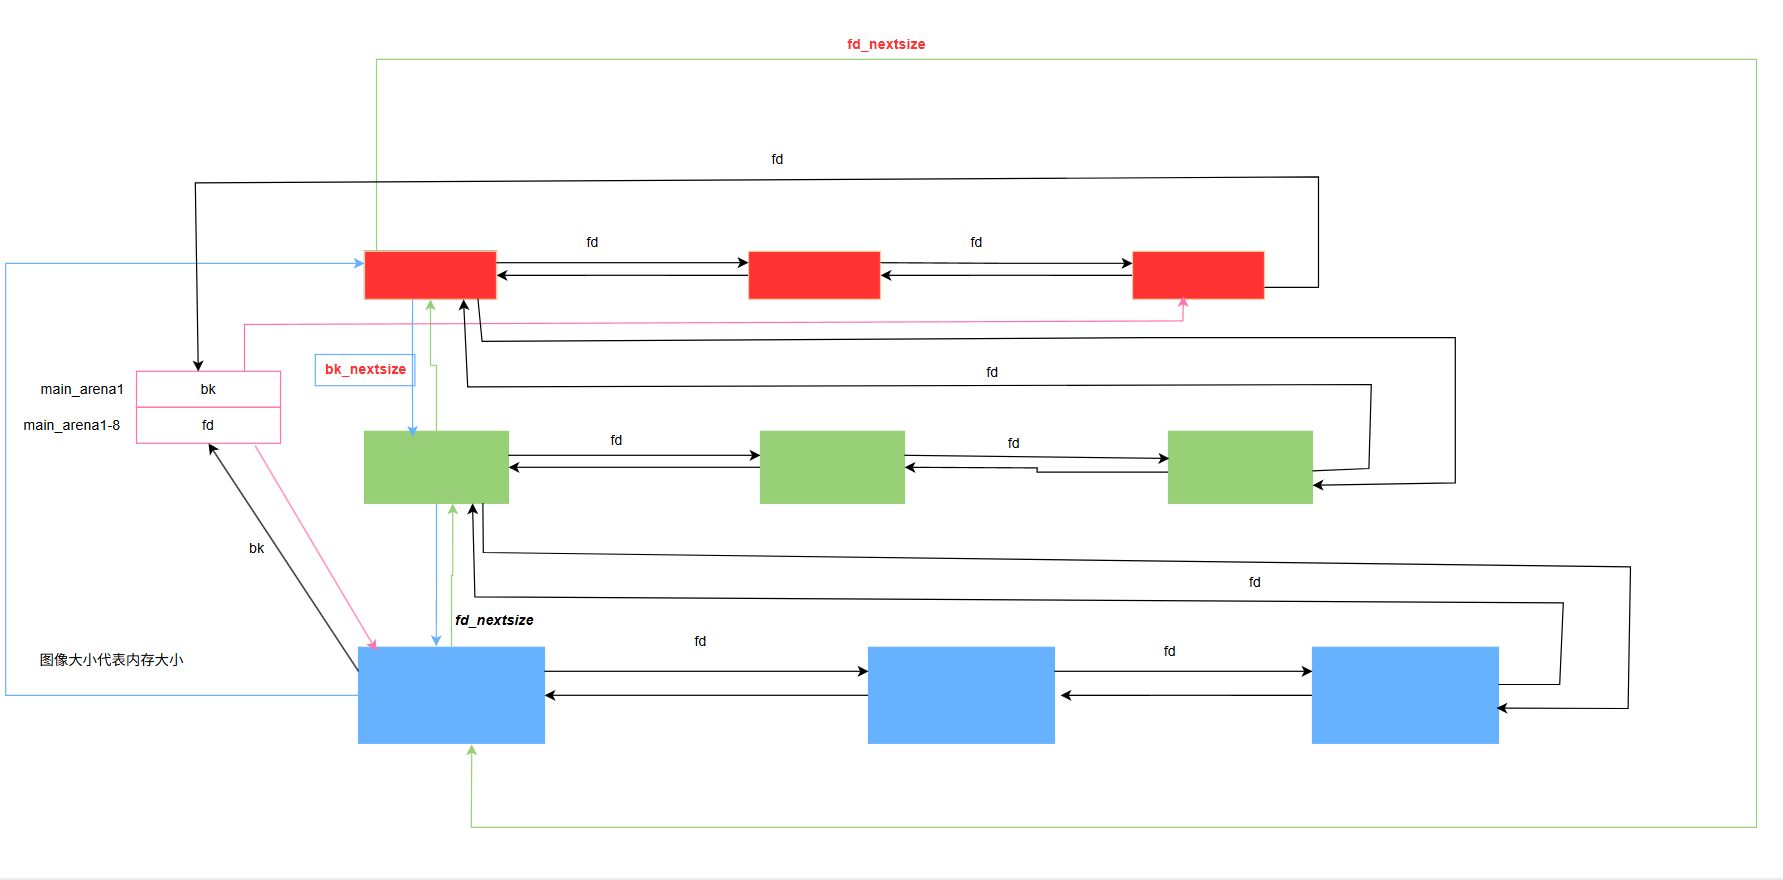 fd_nextsize
fd
fd
fd
bk_nextsize
fd
main_arena1
bk
main_arena1-8
fd
fd
fd
bk
fd
fd_nextsize
fd
fd
图像大小代表内存大小